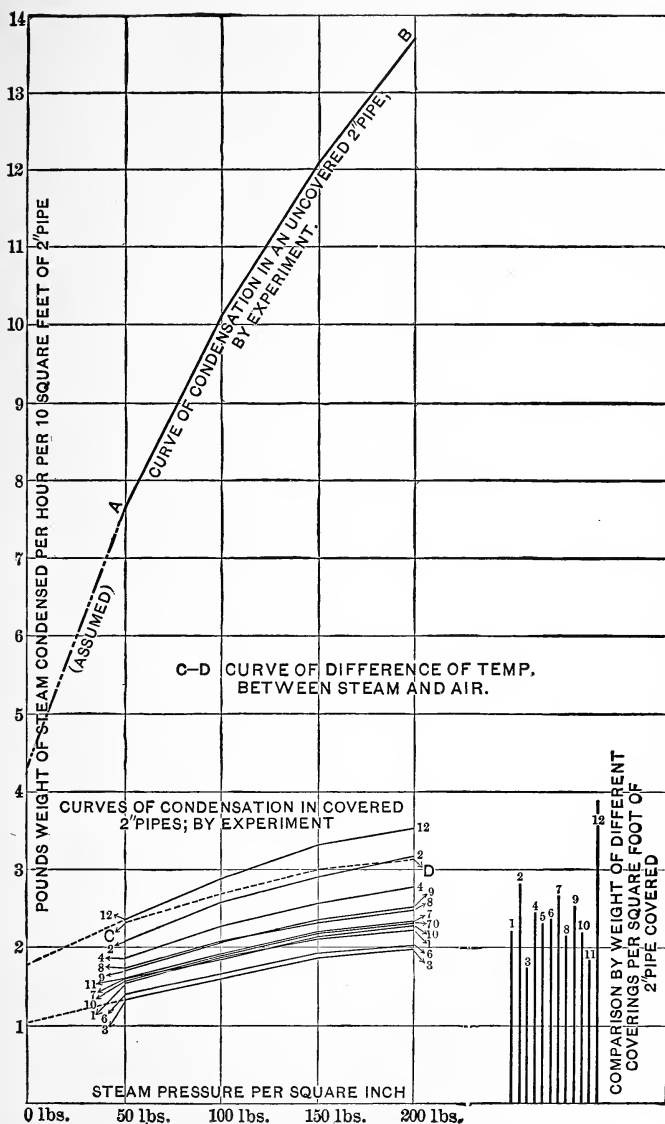 14
13
12
11
10
9
8
7
6
5
4
3
2
1
POUNDS WEIGHT OF STEAM CONDENSED PER HOUR PER 10 SQUARE FEET OF 2"PIPE
B
CURVE OF CONDENSATION IN AN UNCOVERED 2"PIPE;
BY EXPERIMENT.
A
(ASSUMED)
C–D CURVE OF DIFFERENCE OF TEMP,
BETWEEN STEAM AND AIR.
CURVES OF CONDENSATION IN COVERED
2"PIPES; BY EXPERIMENT
12
C
2
4
8
9
11
7
10
1
6
3
12
2
D
4
9
8
7
70
10
1
6
3
STEAM PRESSURE PER SQUARE INCH
0 lbs.
50 lbs.
100 lbs.
150 lbs.
200 lbs.
1
2
3
4
5
6
7
8
9
10
11
12
COMPARISON BY WEIGHT OF DIFFERENT
COVERINGS PER SQUARE FOOT OF
2"PIPE COVERED